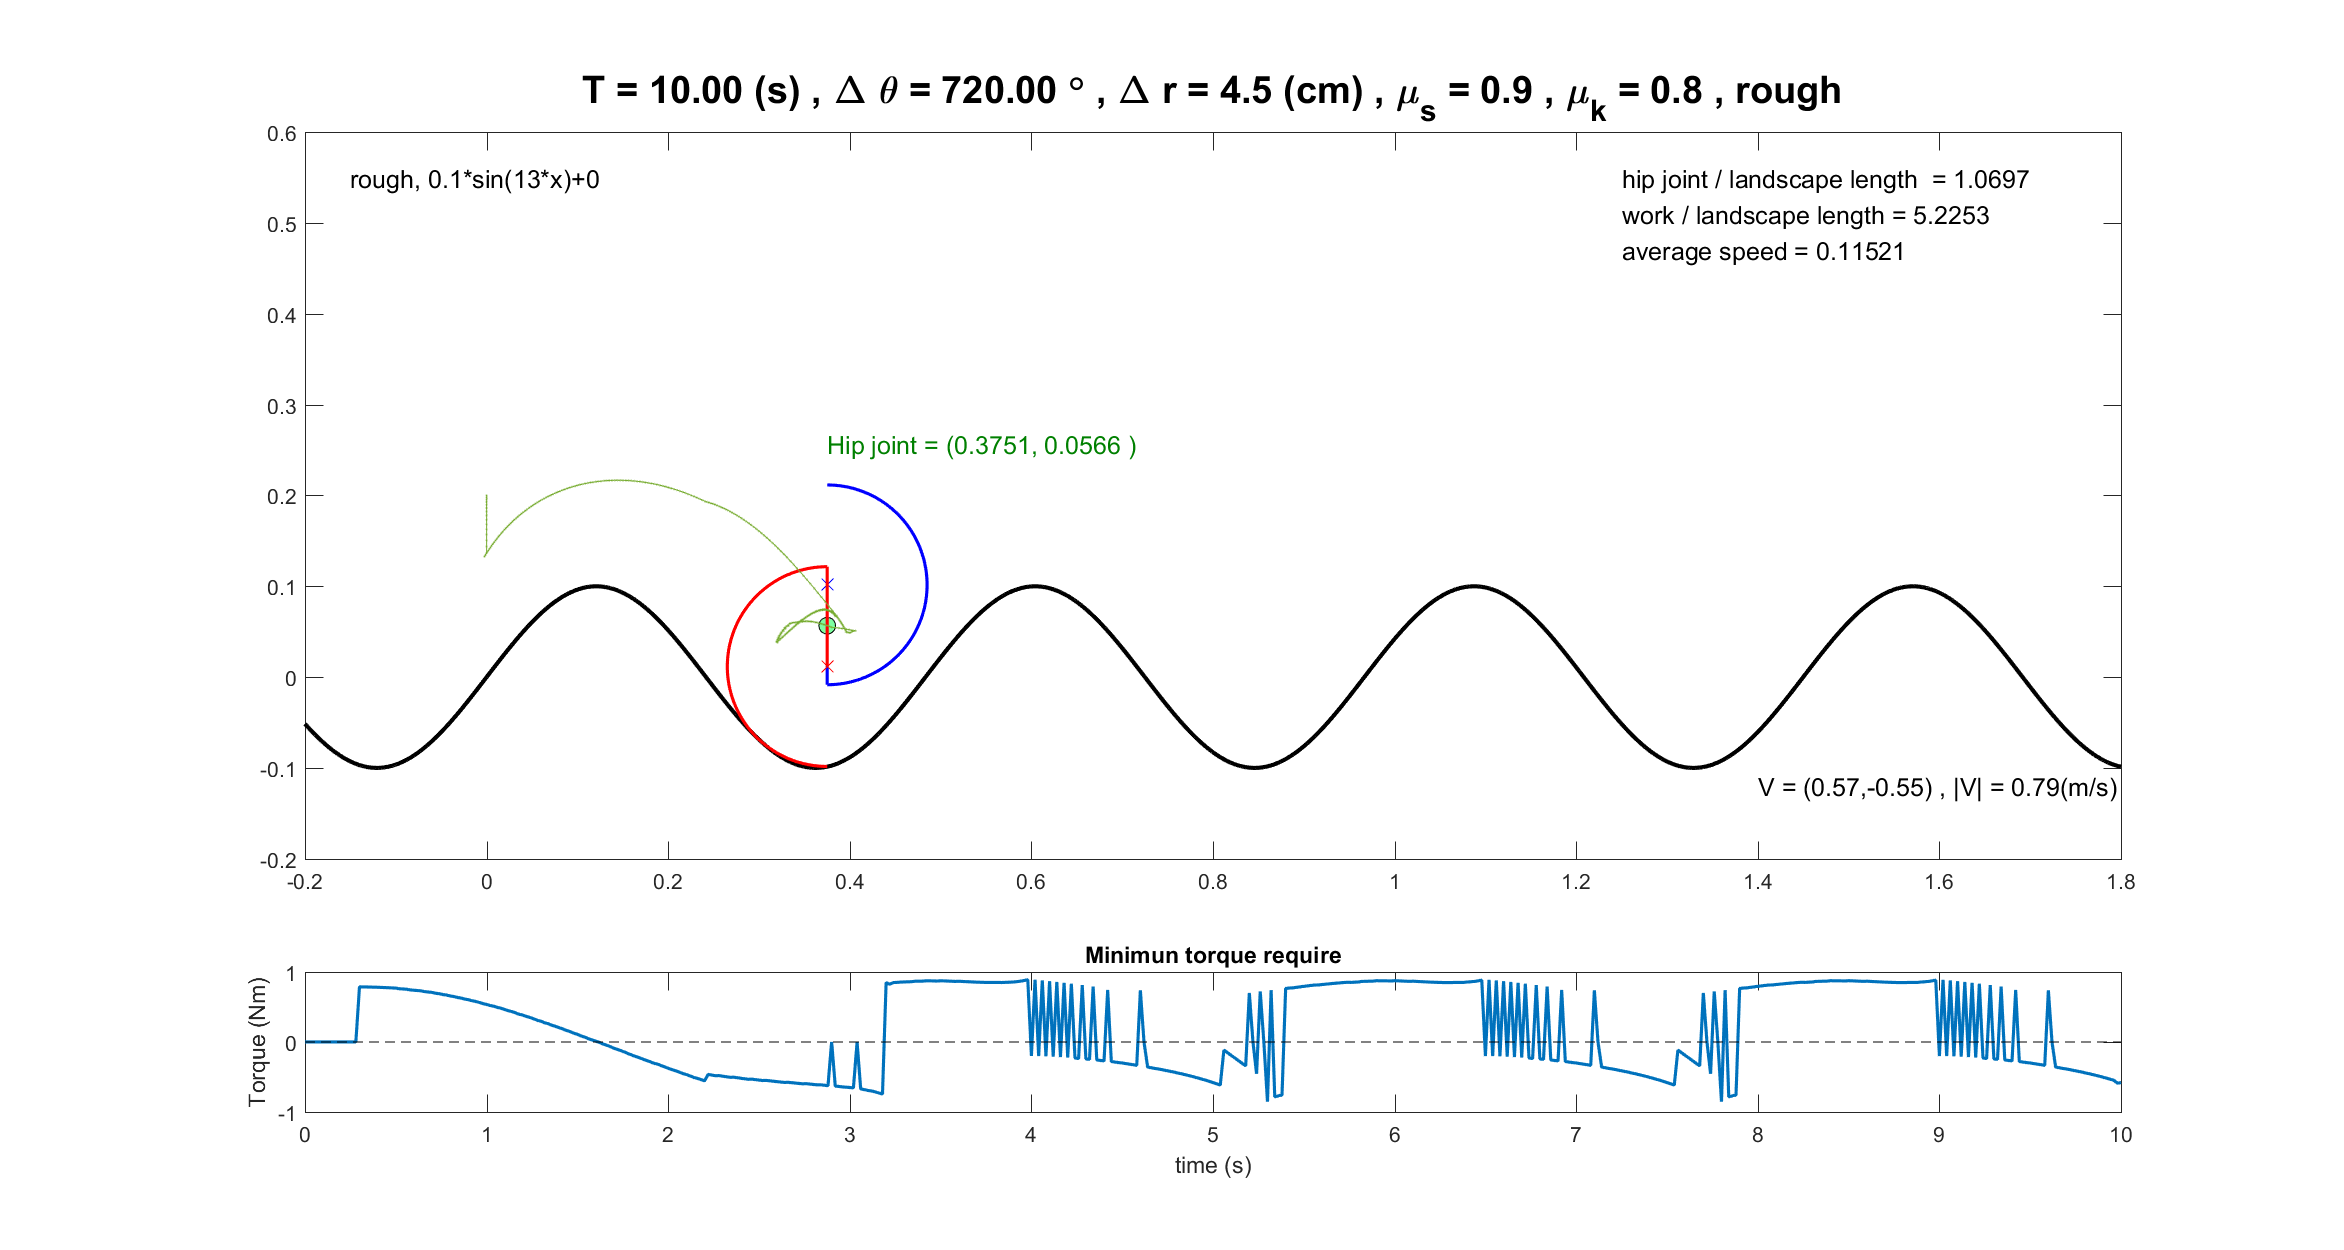 T = 10.00 (s) , Δ θ = 720.00 ° , Δ r = 4.5 (cm) , μs = 0.9 , μk = 0.8 , rough
0.6
0.5
0.4
0.3
0.2
0.1
0
-0.1
-0.2
rough, 0.1*sin(13*x)+0
hip joint / landscape length = 1.0697
work / landscape length = 5.2253
average speed = 0.11521
Hip joint = (0.3751, 0.0566 )
V = (0.57,-0.55) , |V| = 0.79(m/s)
-0.2 0 0.2 0.4 0.6 0.8 1 1.2 1.4 1.6 1.8
Minimun torque require
Torque (Nm)
1
0
-1
0 1 2 3 4 5 6 7 8 9 10
time (s)